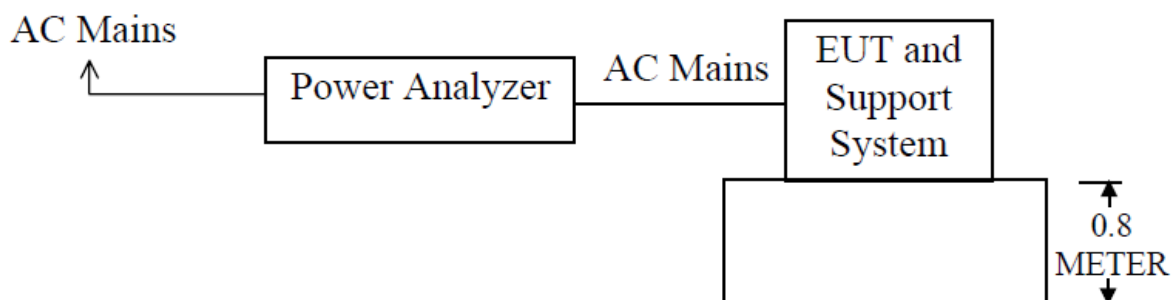 AC Mains
Power Analyzer
AC Mains
EUT and
Support
System
0.8
METER